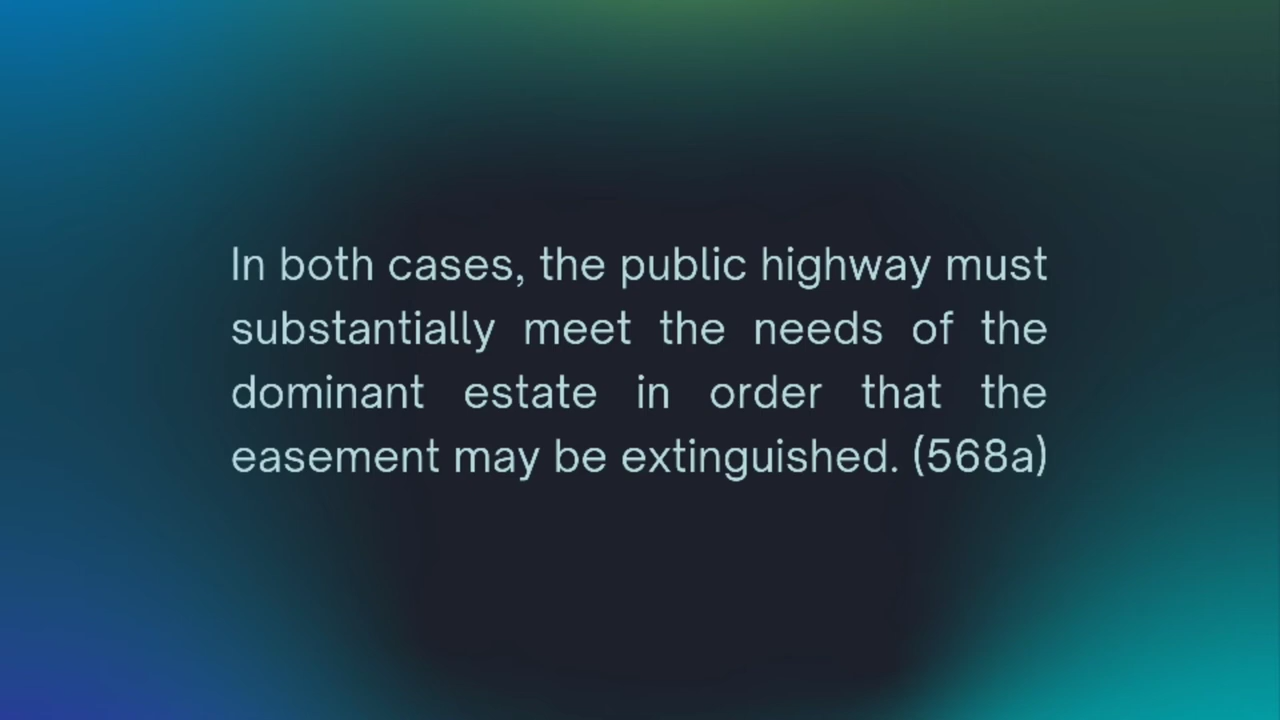 In both cases, the public highway must
substantially meet the needs of the
dominant estate in order that the
easement may be extinguished. (568a)